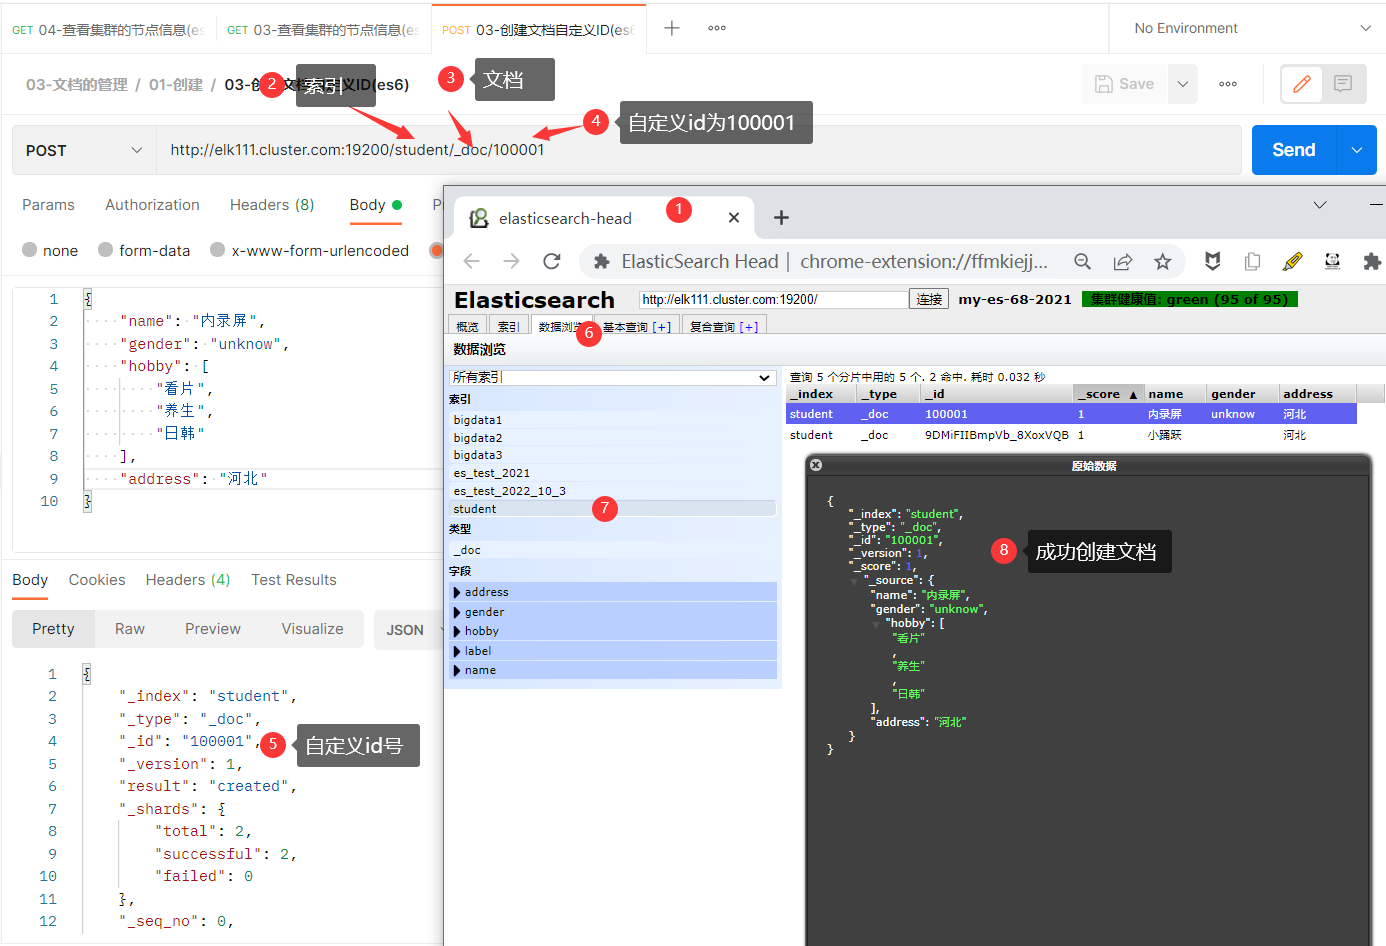 GET 04-查看集群的节点信息(es
GET 03-查看集群的节点信息(es
POST 03-创建文档自定义ID(es6
No Environment
03-文档的管理 / 01-创建 / 03-创 文档 义ID(es6)
2 索引
3 文档
4 自定义id为100001
Save
POST
http://elk111.cluster.com:19200/student/_doc/100001
Send
Params
Authorization
Headers (8)
Body
none
form-data
x-www-form-urlencoded
1 {
2 "name": "内录屏",
3 "gender": "unknow",
4 "hobby": [
5 "看片",
6 "养生",
7 "日韩"
8 ],
9 "address": "河北"
10 }
Body
Cookies
Headers (4)
Test Results
Pretty
Raw
Preview
Visualize
JSON
1 {
2 "_index": "student",
3 "_type": "_doc",
4 "_id": "100001",
5 自定义id号
5 "_version": 1,
6 "result": "created",
7 "_shards": {
8 "total": 2,
9 "successful": 2,
10 "failed": 0
11 },
12 "_seq_no": 0,
elasticsearch-head
1
ElasticSearch Head | chrome-extension://ffmkiejj...
Elasticsearch
http://elk111.cluster.com:19200/
连接
my-es-68-2021
集群健康值: green (95 of 95)
概览
索引
数据浏览
6
基本查询 [+]
复合查询 [+]
数据浏览
所有索引
索引
bigdata1
bigdata2
bigdata3
es_test_2021
es_test_2022_10_3
student
7
类型
_doc
字段
address
gender
hobby
label
name
查询 5 个分片中用的 5 个. 2 命中. 耗时 0.032 秒
_index _type _id _score ▲ name gender address
student _doc 100001 1 内录屏 unknow 河北
student _doc 9DMiFIIBmpVb_8XoxVQB 1 小踊跃 河北
原始数据
{
"_index": "student",
"_type": "_doc",
"_id": "100001",
"_version": 1,
"_score": 1,
"_source": {
"name": "内录屏",
"gender": "unknow",
"hobby": [
"看片"
,
"养生"
,
"日韩"
],
"address": "河北"
}
}
8 成功创建文档